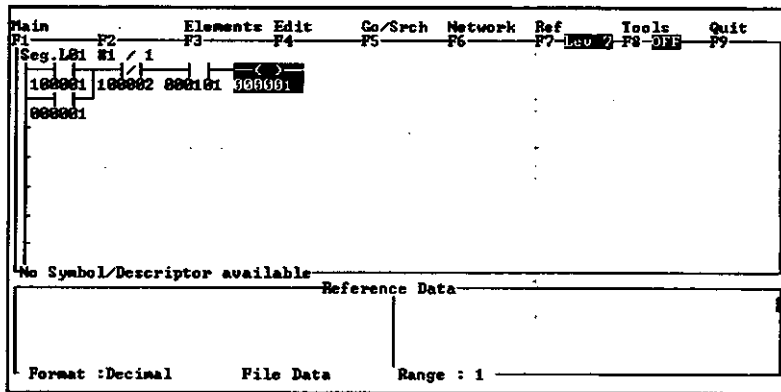 Main Elements Edit Go/Srch Network Ref Tools Quit
F1 F2 F3 F4 F5 F6 F7 Lev 2 F8 OFF F9
Seg.L01 #1 / 1
100001 100002 000101 000001
000001
No Symbol/Descriptor available
Reference Data
Format :Decimal File Data Range : 1